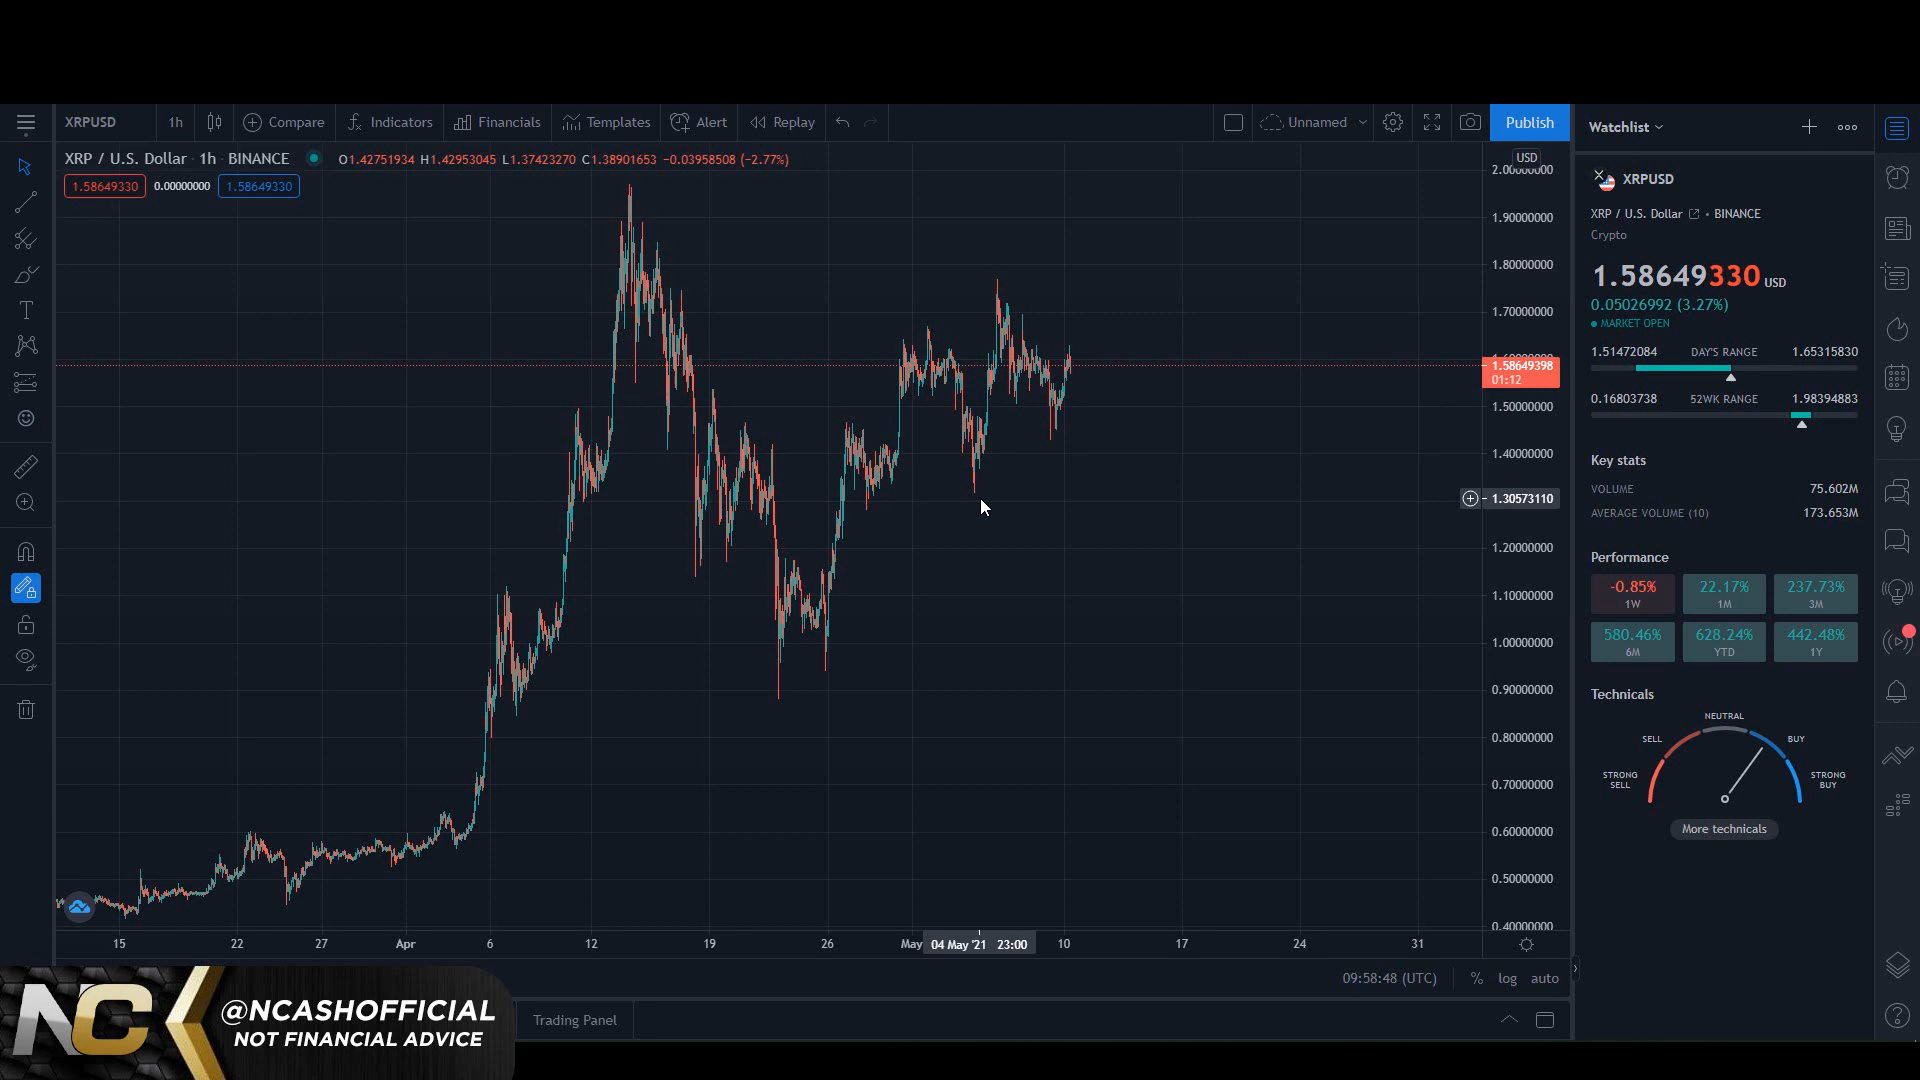 XRPUSD 1h Compare Indicators Financials Templates Alert Replay Unnamed Publish
XRP / U.S. Dollar · 1h · BINANCE O1.42751934 H1.42953045 L1.37423270 C1.38901653 −0.03958508 (−2.77%)
1.58649330 0.00000000 1.58649330
USD
2.00000000
1.90000000
1.80000000
1.70000000
1.58649398
01:12
1.50000000
1.40000000
1.30573110
1.20000000
1.10000000
1.00000000
0.90000000
0.80000000
0.70000000
0.60000000
0.50000000
0.40000000
15 22 27 Apr 6 12 19 26 May 04 May '21 23:00 10 17 24 31
09:58:48 (UTC) % log auto
Trading Panel
NC
@NCASHOFFICIAL
NOT FINANCIAL ADVICE
Watchlist
XRPUSD
XRP / U.S. Dollar • BINANCE
Crypto
1.58649330 USD
0.05026992 (3.27%)
MARKET OPEN
1.51472084 DAY'S RANGE 1.65315830
0.16803738 52WK RANGE 1.98394883
Key stats
VOLUME 75.602M
AVERAGE VOLUME (10) 173.653M
Performance
-0.85% 22.17% 237.73%
1W 1M 3M
580.46% 628.24% 442.48%
6M YTD 1Y
Technicals
NEUTRAL
SELL BUY
STRONG SELL STRONG BUY
More technicals